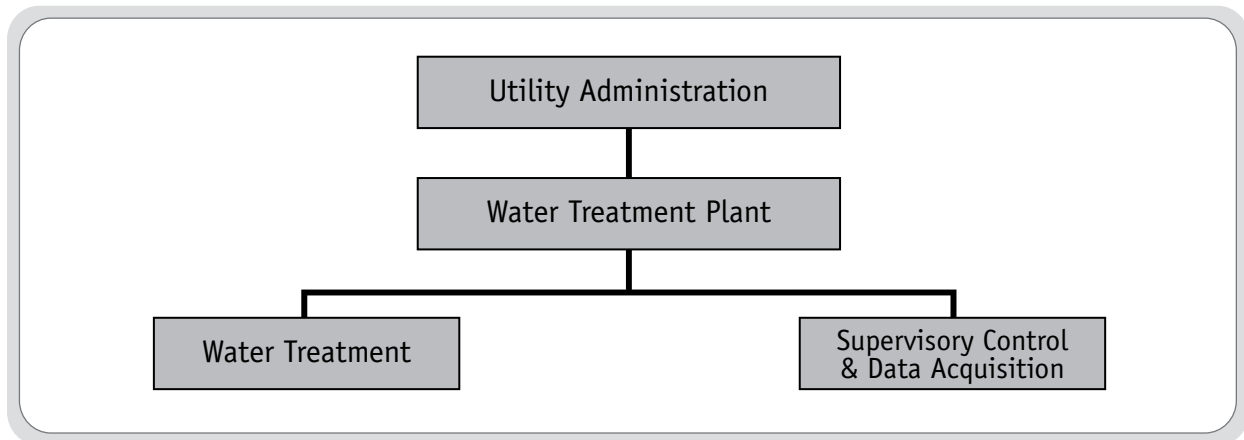 Utility Administration
Water Treatment Plant
Water Treatment
Supervisory Control
& Data Acquisition